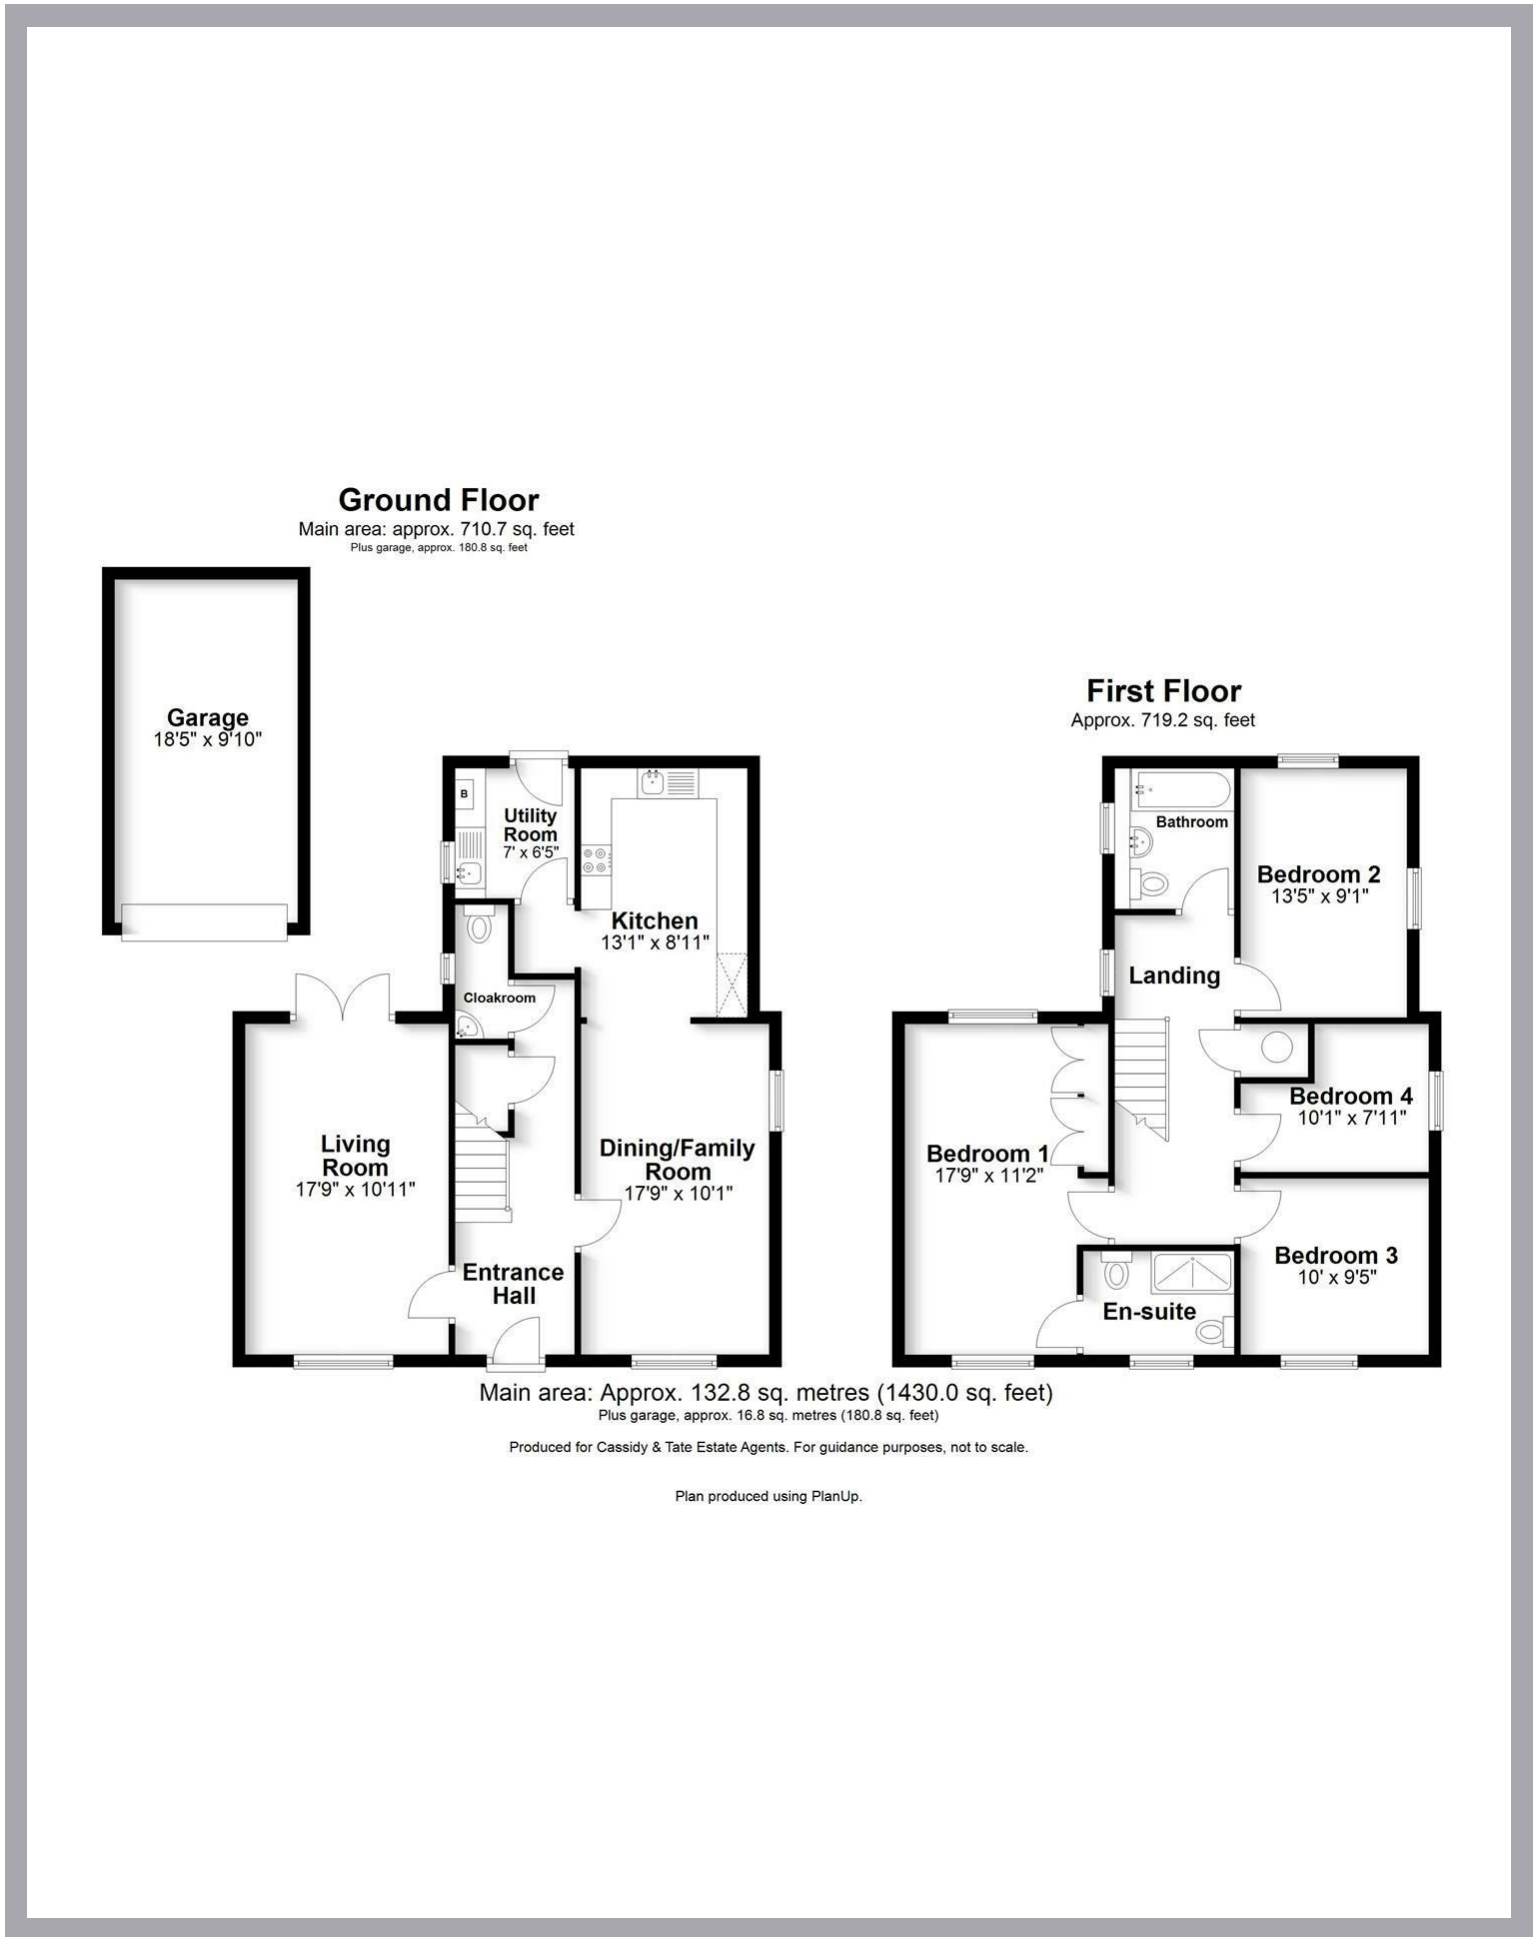 Ground Floor
Main area: approx. 710.7 sq. feet
Plus garage, approx. 180.8 sq. feet
Garage
18'5" x 9'10"
B
Utility
Room
7' x 6'5"
Kitchen
13'1" x 8'11"
Cloakroom
Living
Room
17'9" x 10'11"
Dining/Family
Room
17'9" x 10'1"
Entrance
Hall
First Floor
Approx. 719.2 sq. feet
Bathroom
Bedroom 2
13'5" x 9'1"
Landing
Bedroom 4
10'1" x 7'11"
Bedroom 1
17'9" x 11'2"
Bedroom 3
10' x 9'5"
En-suite
Main area: Approx. 132.8 sq. metres (1430.0 sq. feet)
Plus garage, approx. 16.8 sq. metres (180.8 sq. feet)
Produced for Cassidy & Tate Estate Agents. For guidance purposes, not to scale.
Plan produced using PlanUp.